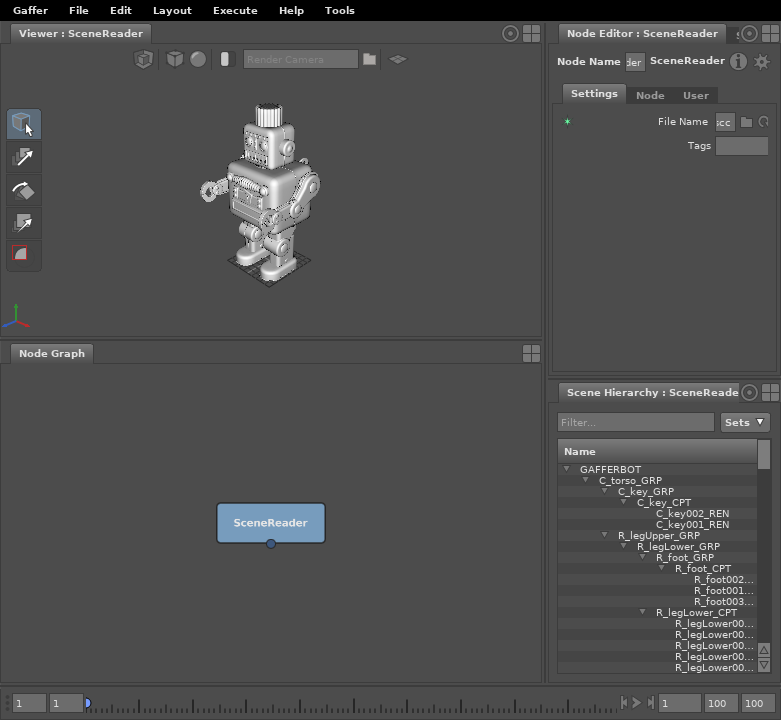 Gaffer File Edit Layout Execute Help Tools
Viewer : SceneReader
Render Camera
Node Graph
SceneReader
Node Editor : SceneReader
Node Name der SceneReader
Settings Node User
File Name scc
Tags
Scene Hierarchy : SceneReade
Filter... Sets
Name
GAFFERBOT
C_torso_GRP
C_key_GRP
C_key_CPT
C_key002_REN
C_key001_REN
R_legUpper_GRP
R_legLower_GRP
R_foot_GRP
R_foot_CPT
R_foot002...
R_foot001...
R_foot003...
R_legLower_CPT
R_legLower00...
R_legLower00...
R_legLower00...
R_legLower00...
R_legLower00...
1 1 1 100 100